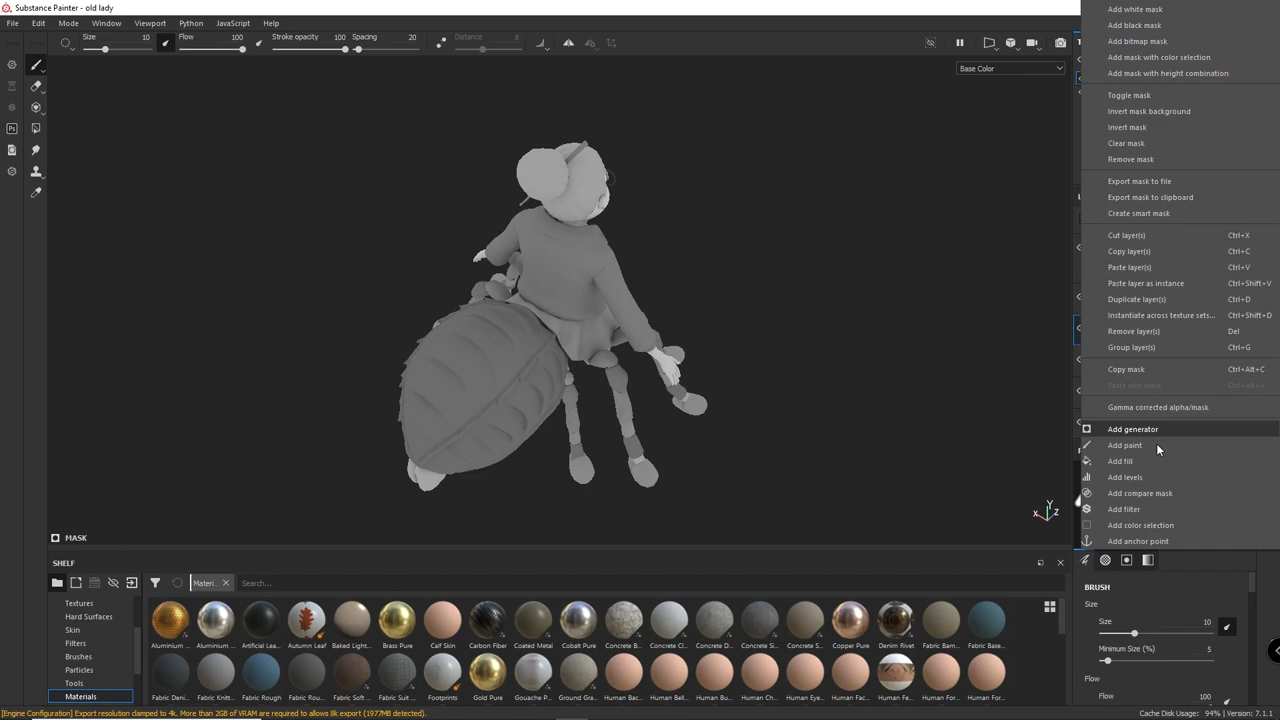 Substance Painter - old lady
File Edit Mode Window Viewport Python JavaScript Help
Size 10 Flow 100 Stroke opacity 100 Spacing 20 Distance 8
Base Color
Add white mask
Add black mask
Add bitmap mask
Add mask with color selection
Add mask with height combination
Toggle mask
Invert mask background
Invert mask
Clear mask
Remove mask
Export mask to file
Export mask to clipboard
Create smart mask
Cut layer(s) Ctrl+X
Copy layer(s) Ctrl+C
Paste layer(s) Ctrl+V
Paste layer as instance Ctrl+Shift+V
Duplicate layer(s) Ctrl+D
Instantiate across texture sets... Ctrl+Shift+D
Remove layer(s) Del
Group layer(s) Ctrl+G
Copy mask Ctrl+Alt+C
Paste into mask Ctrl+Alt+V
Gamma corrected alpha/mask
Add generator
Add paint
Add fill
Add levels
Add compare mask
Add filter
Add color selection
Add anchor point
Y
X Z
MASK
SHELF
Materi... Search...
Textures
Hard Surfaces
Skin
Filters
Brushes
Particles
Tools
Materials
Aluminium ... Aluminium ... Artificial Lea... Autumn Leaf Baked Light... Brass Pure Calf Skin Carbon Fiber Coated Metal Cobalt Pure Concrete B... Concrete Cl... Concrete D... Concrete Si... Concrete S... Copper Pure Denim Rivet Fabric Bam... Fabric Base...
Fabric Deni... Fabric Knitt... Fabric Rough Fabric Rou... Fabric Soft ... Fabric Suit ... Footprints Gold Pure Gouache P... Ground Gra... Human Bac... Human Bell... Human Bu... Human Ch... Human Eye... Human Fac... Human Fe... Human For... Human For...
BRUSH
Size
Size 10
Minimum Size (%) 5
Flow
Flow 100
[Engine Configuration] Export resolution clamped to 4k. More than 2GB of VRAM are required to allows 8k export (1977MB detected).
Cache Disk Usage: 94% | Version: 7.1.1
Ps